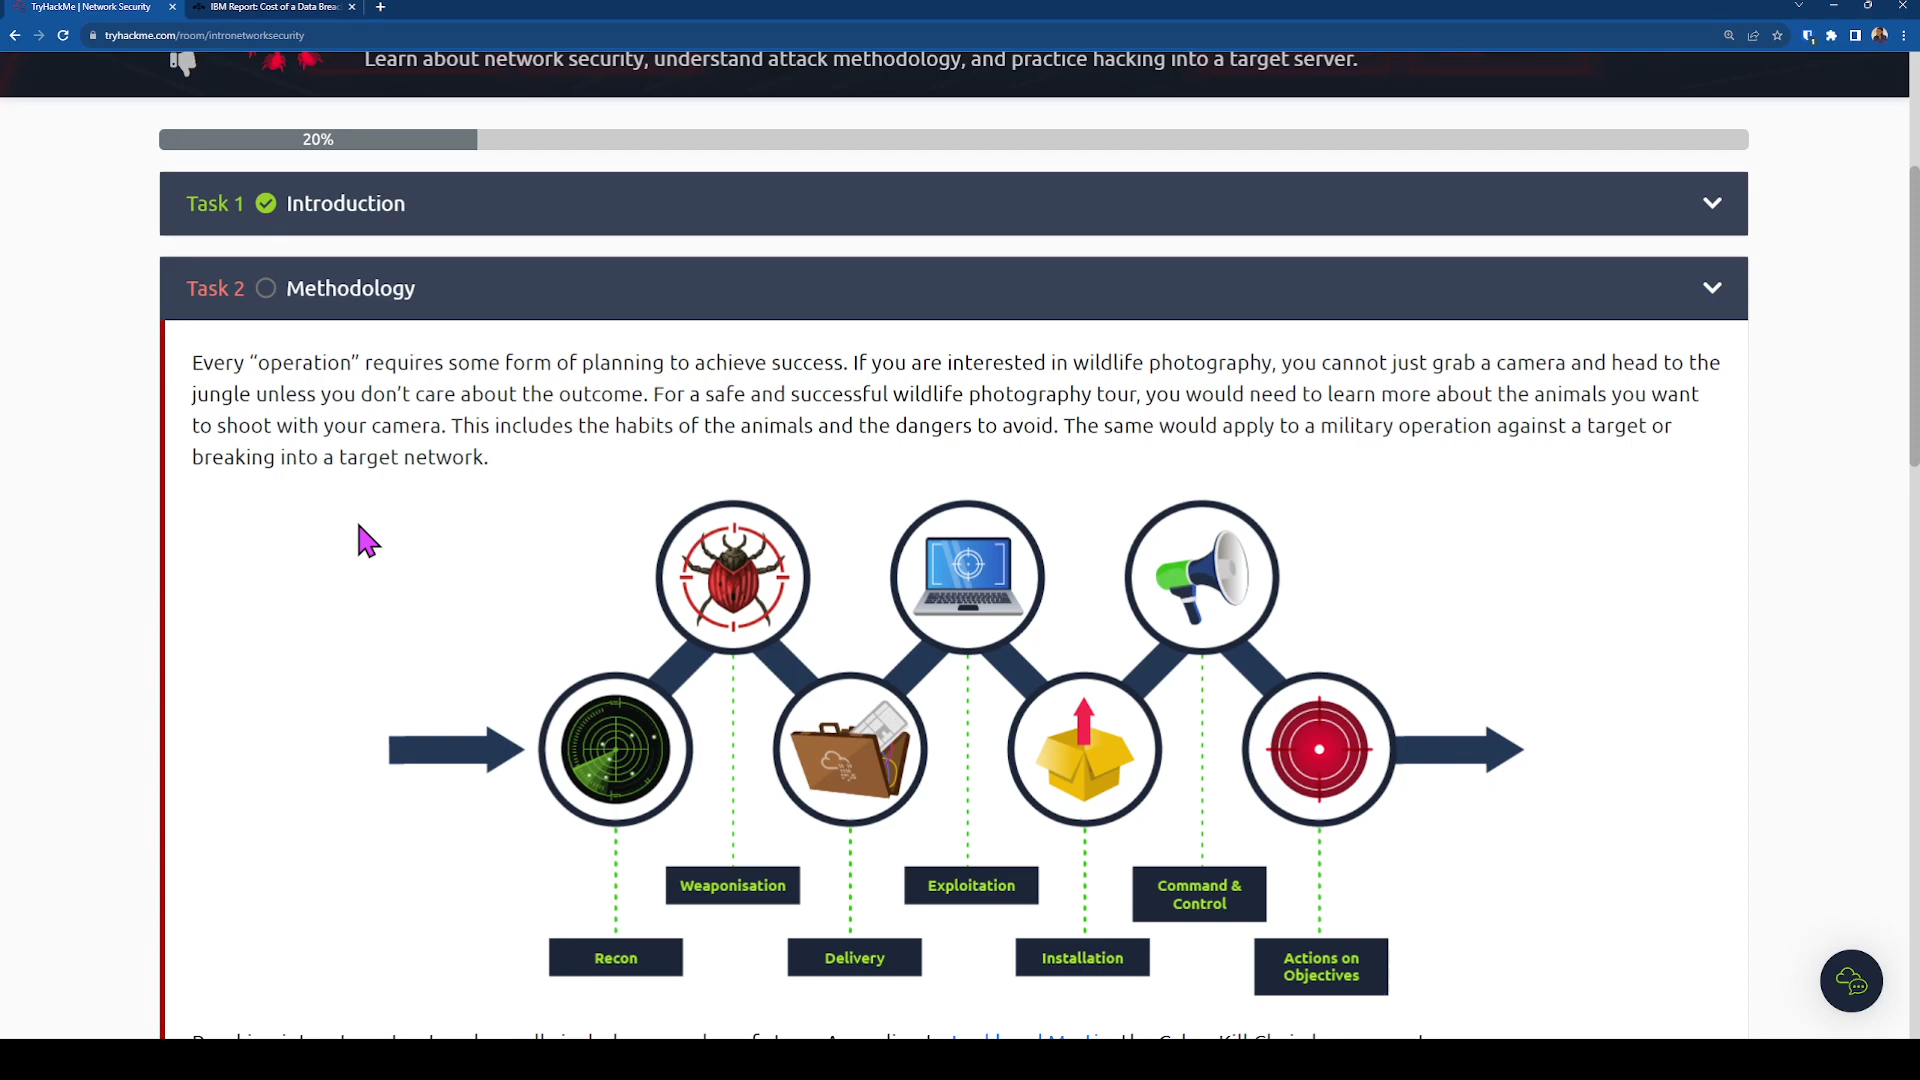 TryHackMe | Network Security
IBM Report: Cost of a Data Breac
tryhackme.com/room/intronetworksecurity
Learn about network security, understand attack methodology, and practice hacking into a target server.
20%
Task 1 Introduction
Task 2 Methodology
Every “operation” requires some form of planning to achieve success. If you are interested in wildlife photography, you cannot just grab a camera and head to the
jungle unless you don’t care about the outcome. For a safe and successful wildlife photography tour, you would need to learn more about the animals you want
to shoot with your camera. This includes the habits of the animals and the dangers to avoid. The same would apply to a military operation against a target or
breaking into a target network.
Weaponisation
Exploitation
Command &
Control
Recon
Delivery
Installation
Actions on
Objectives